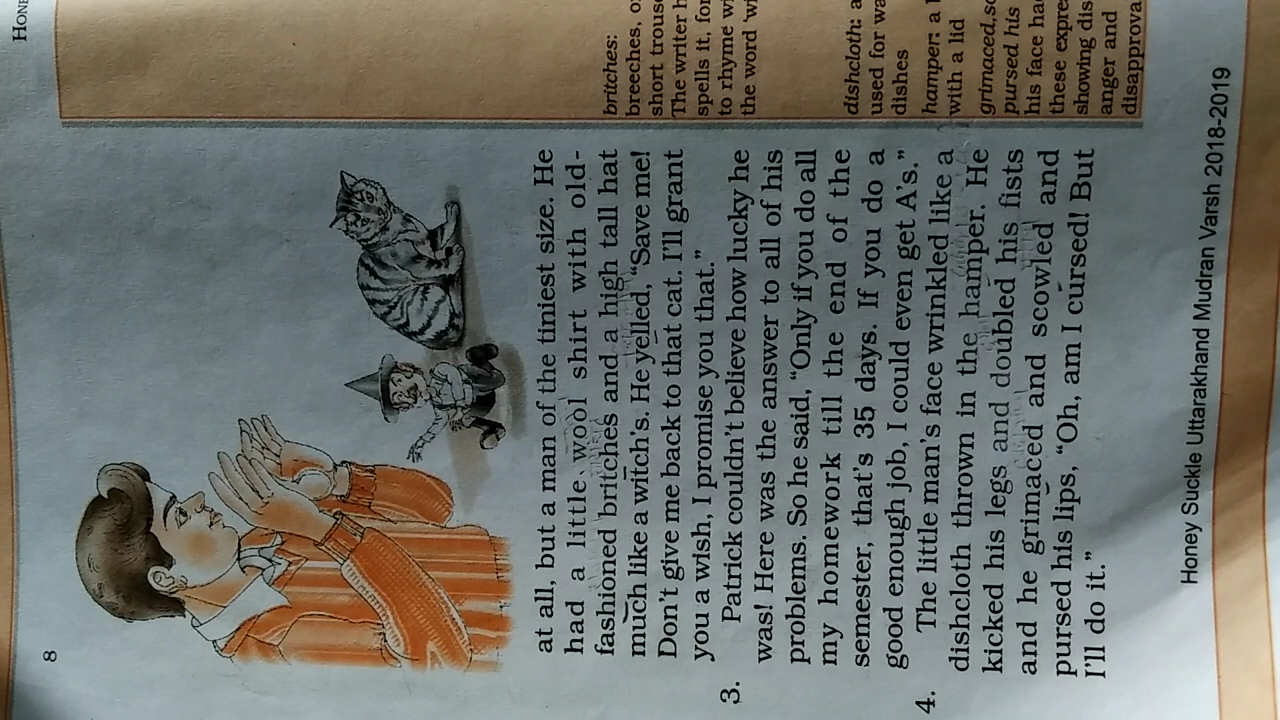 8
HONE
at all, but a man of the tiniest size. He
had a little wool shirt with old-
fashioned britches and a high tall hat
much like a witch's. He yelled, "Save me!
Don't give me back to that cat. I'll grant
you a wish, I promise you that."
3. Patrick couldn't believe how lucky he
was! Here was the answer to all of his
problems. So he said, "Only if you do all
my homework till the end of the
semester, that's 35 days. If you do a
good enough job, I could even get A's."
4. The little man's face wrinkled like a
dishcloth thrown in the hamper. He
kicked his legs and doubled his fists
and he grimaced and scowled and
pursed his lips, "Oh, am I cursed! But
I'll do it."
britches:
breeches, o
short trouse
The writer h
spells it, for
to rhyme wi
the word 'wi
dishcloth: a
used for wa
dishes
hamper: a l
with a lid
grimaced,sc
pursed his
his face had
these expre
showing dis
anger and
disapprova
Honey Suckle Uttarakhand Mudran Varsh 2018-2019